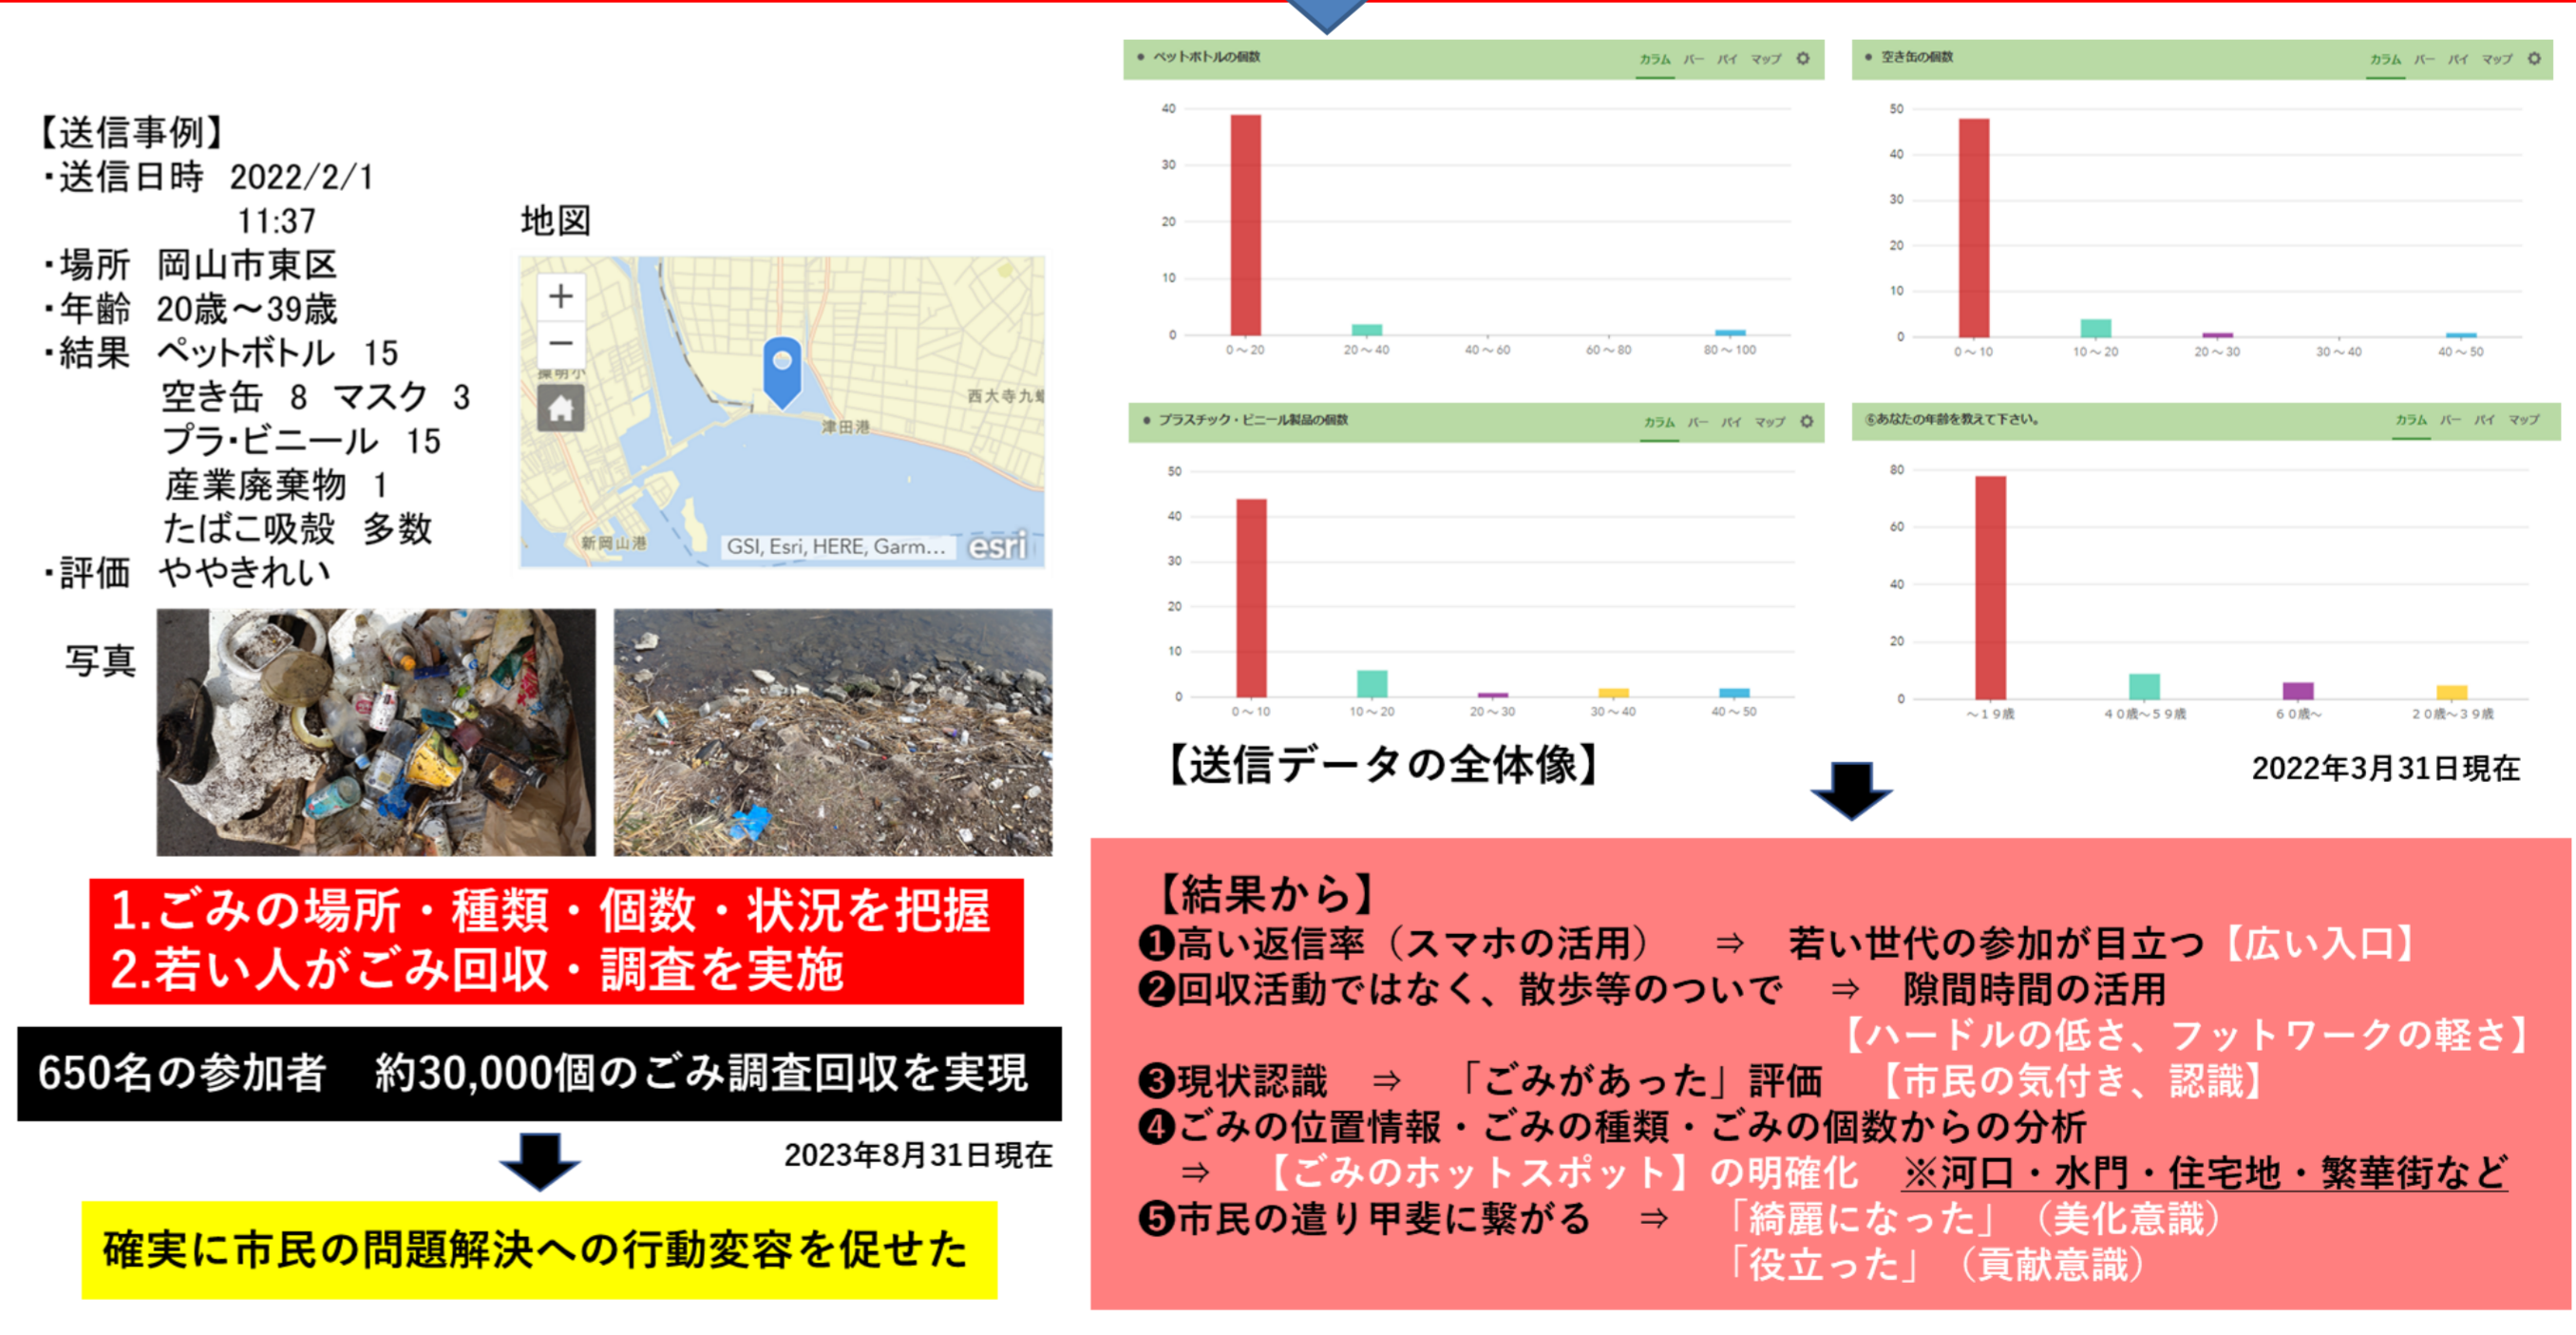 【送信事例】
・送信日時 2022/2/1
11:37
・場所 岡山市東区
・年齢 20歳～39歳
・結果 ペットボトル 15
空き缶 8 マスク 3
プラ・ビニール 15
産業廃棄物 1
たばこ吸殻 多数
・評価 ややきれい
地図
+
−
操明小
西大寺九
津田港
新岡山港
GSI, Esri, HERE, Garm...
esri
写真
1.ごみの場所・種類・個数・状況を把握
2.若い人がごみ回収・調査を実施
650名の参加者 約30,000個のごみ調査回収を実現
2023年8月31日現在
確実に市民の問題解決への行動変容を促せた
● ペットボトルの個数 カラム バー パイ マップ
40
30
20
10
0
0～20 20～40 40～60 60～80 80～100
● 空き缶の個数 カラム バー パイ マップ
50
40
30
20
10
0
0～10 10～20 20～30 30～40 40～50
● プラスチック・ビニール製品の個数 カラム バー パイ マップ
50
40
30
20
10
0
0～10 10～20 20～30 30～40 40～50
⑥あなたの年齢を教えて下さい。 カラム バー パイ マップ
80
60
40
20
0
～19歳 40歳～59歳 60歳～ 20歳～39歳
【送信データの全体像】
2022年3月31日現在
【結果から】
❶高い返信率（スマホの活用） ⇒ 若い世代の参加が目立つ【広い入口】
❷回収活動ではなく、散歩等のついで ⇒ 隙間時間の活用
【ハードルの低さ、フットワークの軽さ】
❸現状認識 ⇒ 「ごみがあった」評価 【市民の気付き、認識】
❹ごみの位置情報・ごみの種類・ごみの個数からの分析
⇒ 【ごみのホットスポット】の明確化 ※河口・水門・住宅地・繁華街など
❺市民の遣り甲斐に繋がる ⇒ 「綺麗になった」（美化意識）
「役立った」（貢献意識）